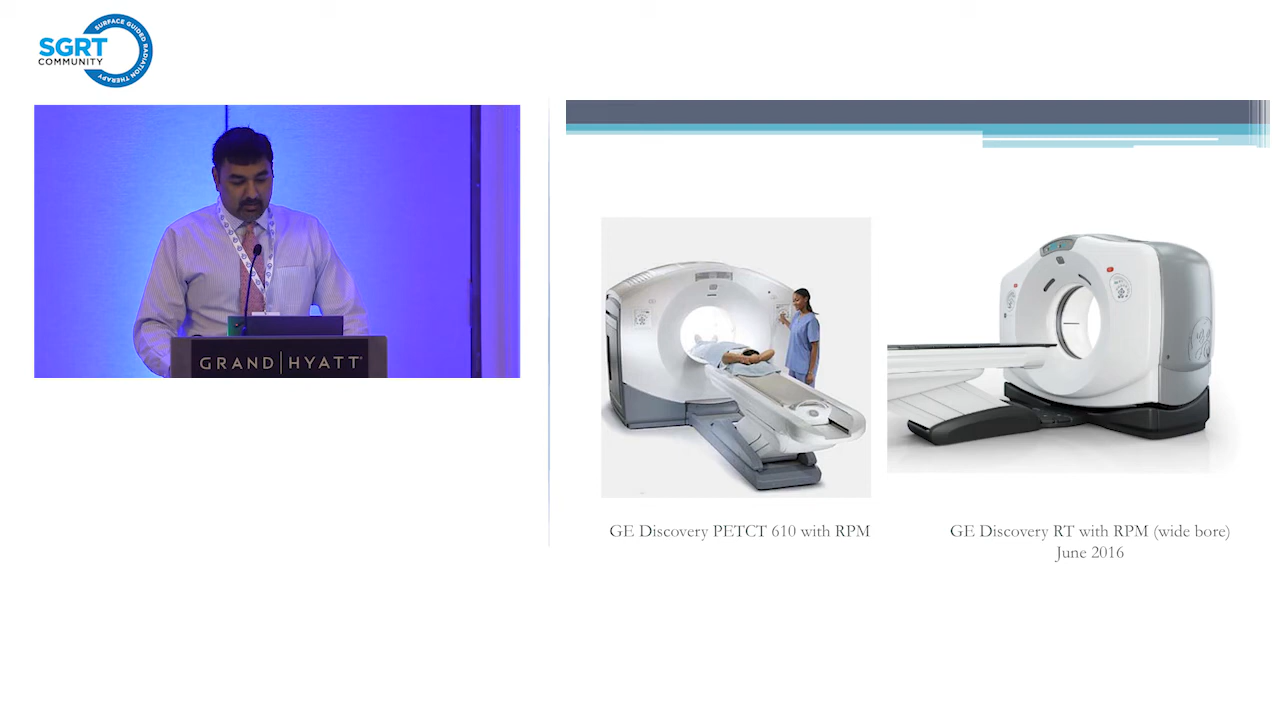 SURFACE GUIDED
SGRT
COMMUNITY
RADIATION THERAPY
GRAND HYATT
GE Discovery PETCT 610 with RPM
GE Discovery RT with RPM (wide bore)
June 2016